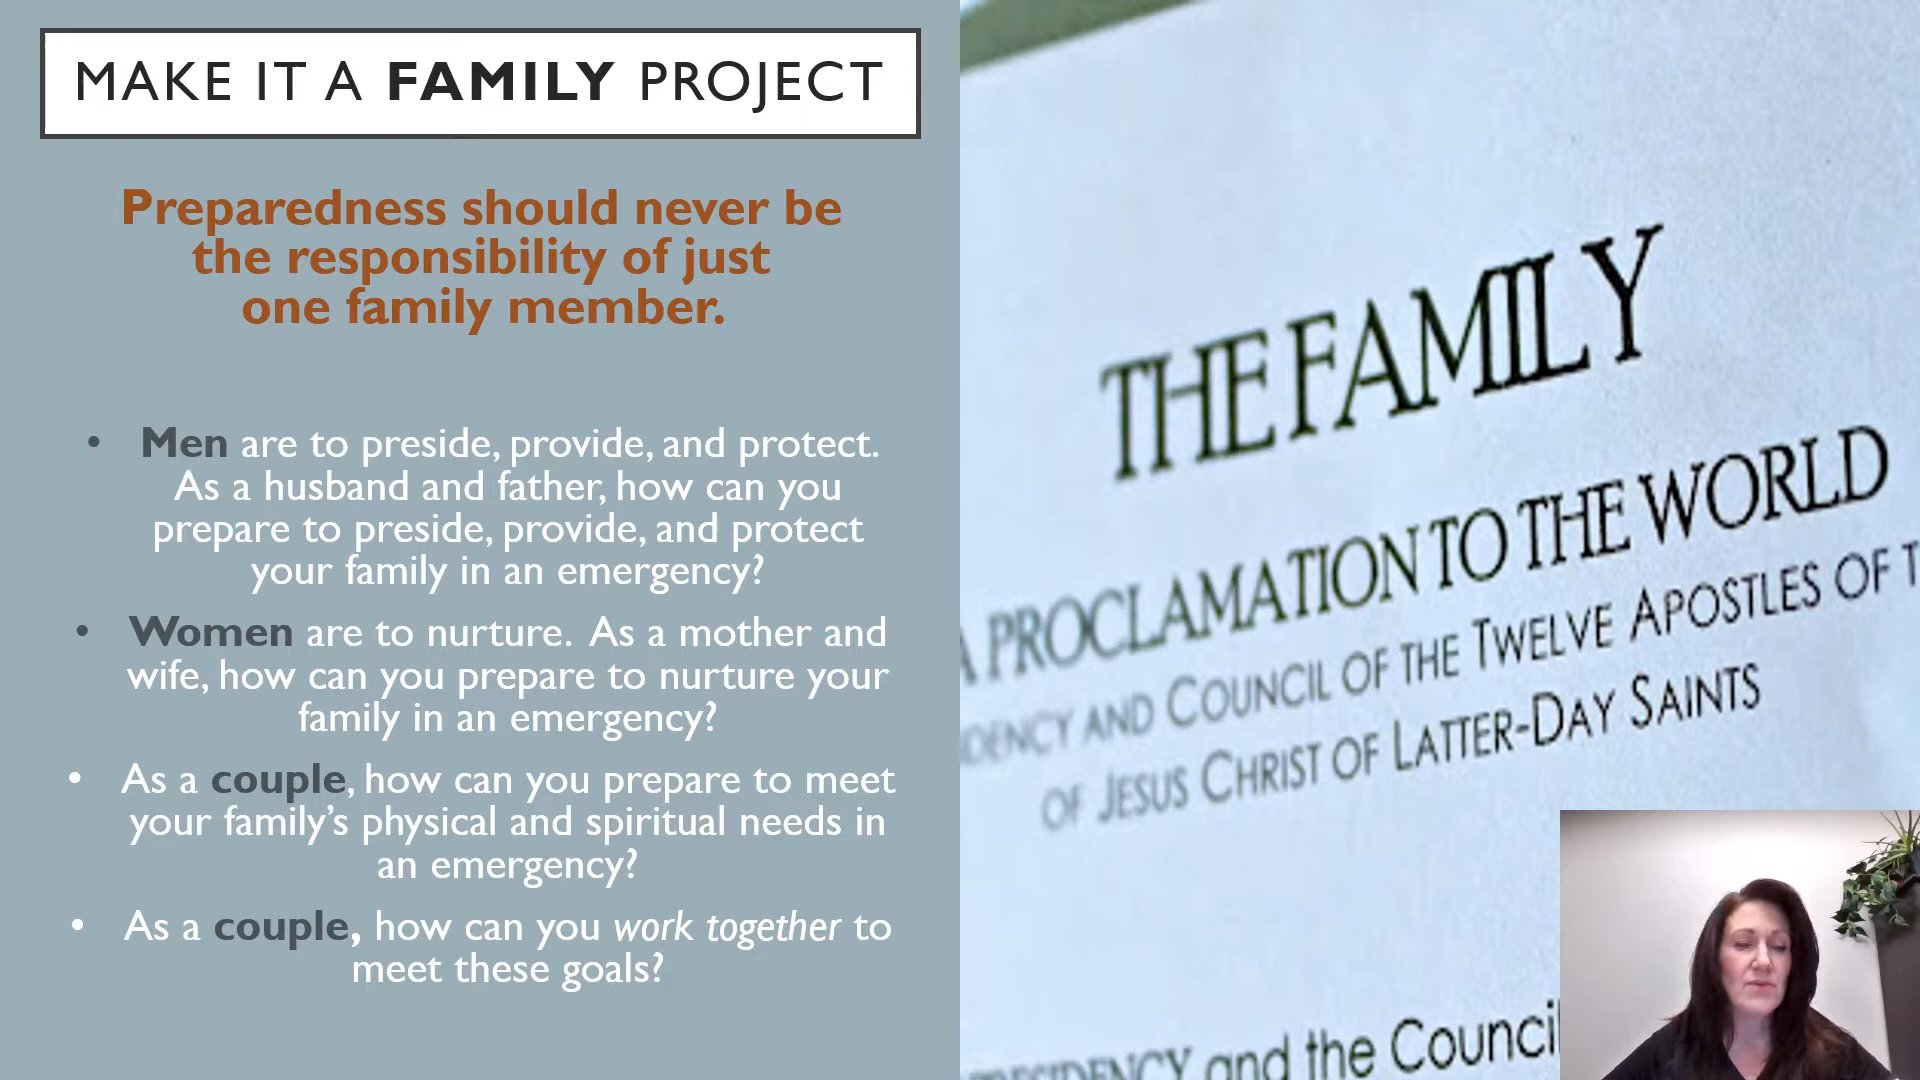 MAKE IT A FAMILY PROJECT
Preparedness should never be
the responsibility of just
one family member.
• Men are to preside, provide, and protect.
As a husband and father, how can you
prepare to preside, provide, and protect
your family in an emergency?
• Women are to nurture. As a mother and
wife, how can you prepare to nurture your
family in an emergency?
• As a couple, how can you prepare to meet
your family’s physical and spiritual needs in
an emergency?
• As a couple, how can you work together to
meet these goals?
THE FAMILY
A PROCLAMATION TO THE WORLD
AND COUNCIL OF THE TWELVE APOSTLES OF
OF JESUS CHRIST OF LATTER-DAY SAINTS
and the Council